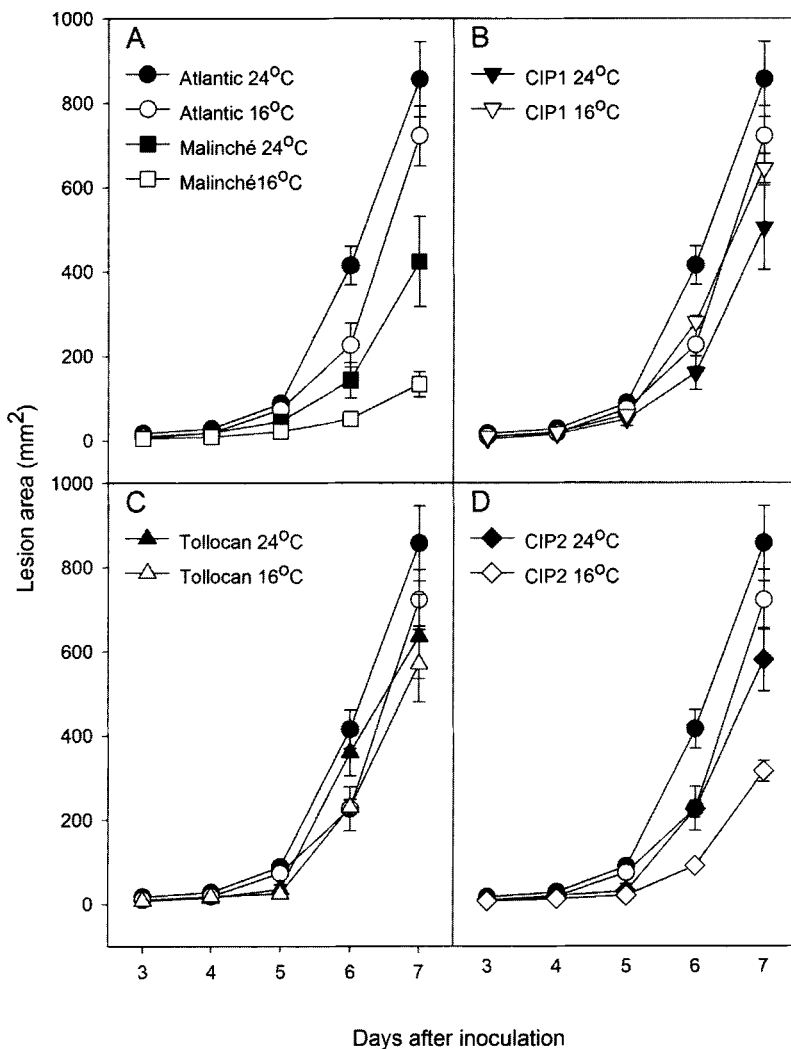 A
Atlantic 24°C
Atlantic 16°C
Malinché 24°C
Malinché16°C
B
CIP1 24°C
CIP1 16°C
1000
800
600
400
200
0
C
Tollocan 24°C
Tollocan 16°C
D
CIP2 24°C
CIP2 16°C
1000
800
600
400
200
0
Lesion area (mm²)
3 4 5 6 7
3 4 5 6 7
Days after inoculation